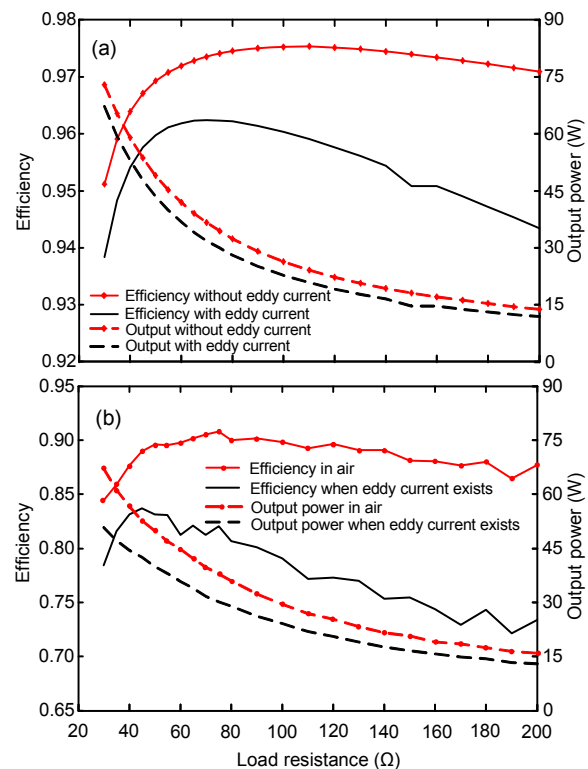 0.98
0.97
0.96
0.95
0.94
0.93
0.92
Efficiency
(a)
90
75
60
45
30
15
0
Output power (W)
Efficiency without eddy current
Efficiency with eddy current
Output without eddy current
Output with eddy current
0.95
0.90
0.85
0.80
0.75
0.70
0.65
Efficiency
(b)
90
75
60
45
30
15
0
Output power (W)
Efficiency in air
Efficiency when eddy current exists
Output power in air
Output power when eddy current exists
20 40 60 80 100 120 140 160 180 200
Load resistance (Ω)